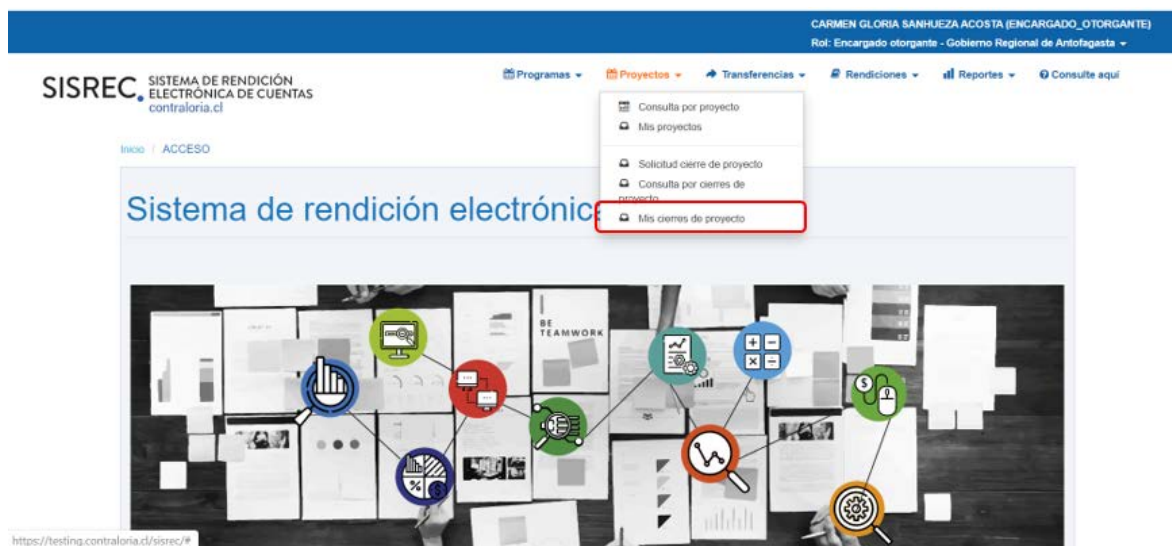 CARMEN GLORIA SANHUEZA ACOSTA (ENCARGADO_OTORGANTE)
Rol: Encargado otorgante - Gobierno Regional de Antofagasta
SISREC
SISTEMA DE RENDICIÓN
ELECTRÓNICA DE CUENTAS
contraloria.cl
Programas
Proyectos
Transferencias
Rendiciones
Reportes
Consulte aquí
Consulta por proyecto
Mis proyectos
Solicitud cierre de proyecto
Consulta por cierres de
proyecto
Mis cierres de proyecto
Inicio / ACCESO
Sistema de rendición electrónic
BE
TEAMWORK
https://testing.contraloria.cl/sisrec/#